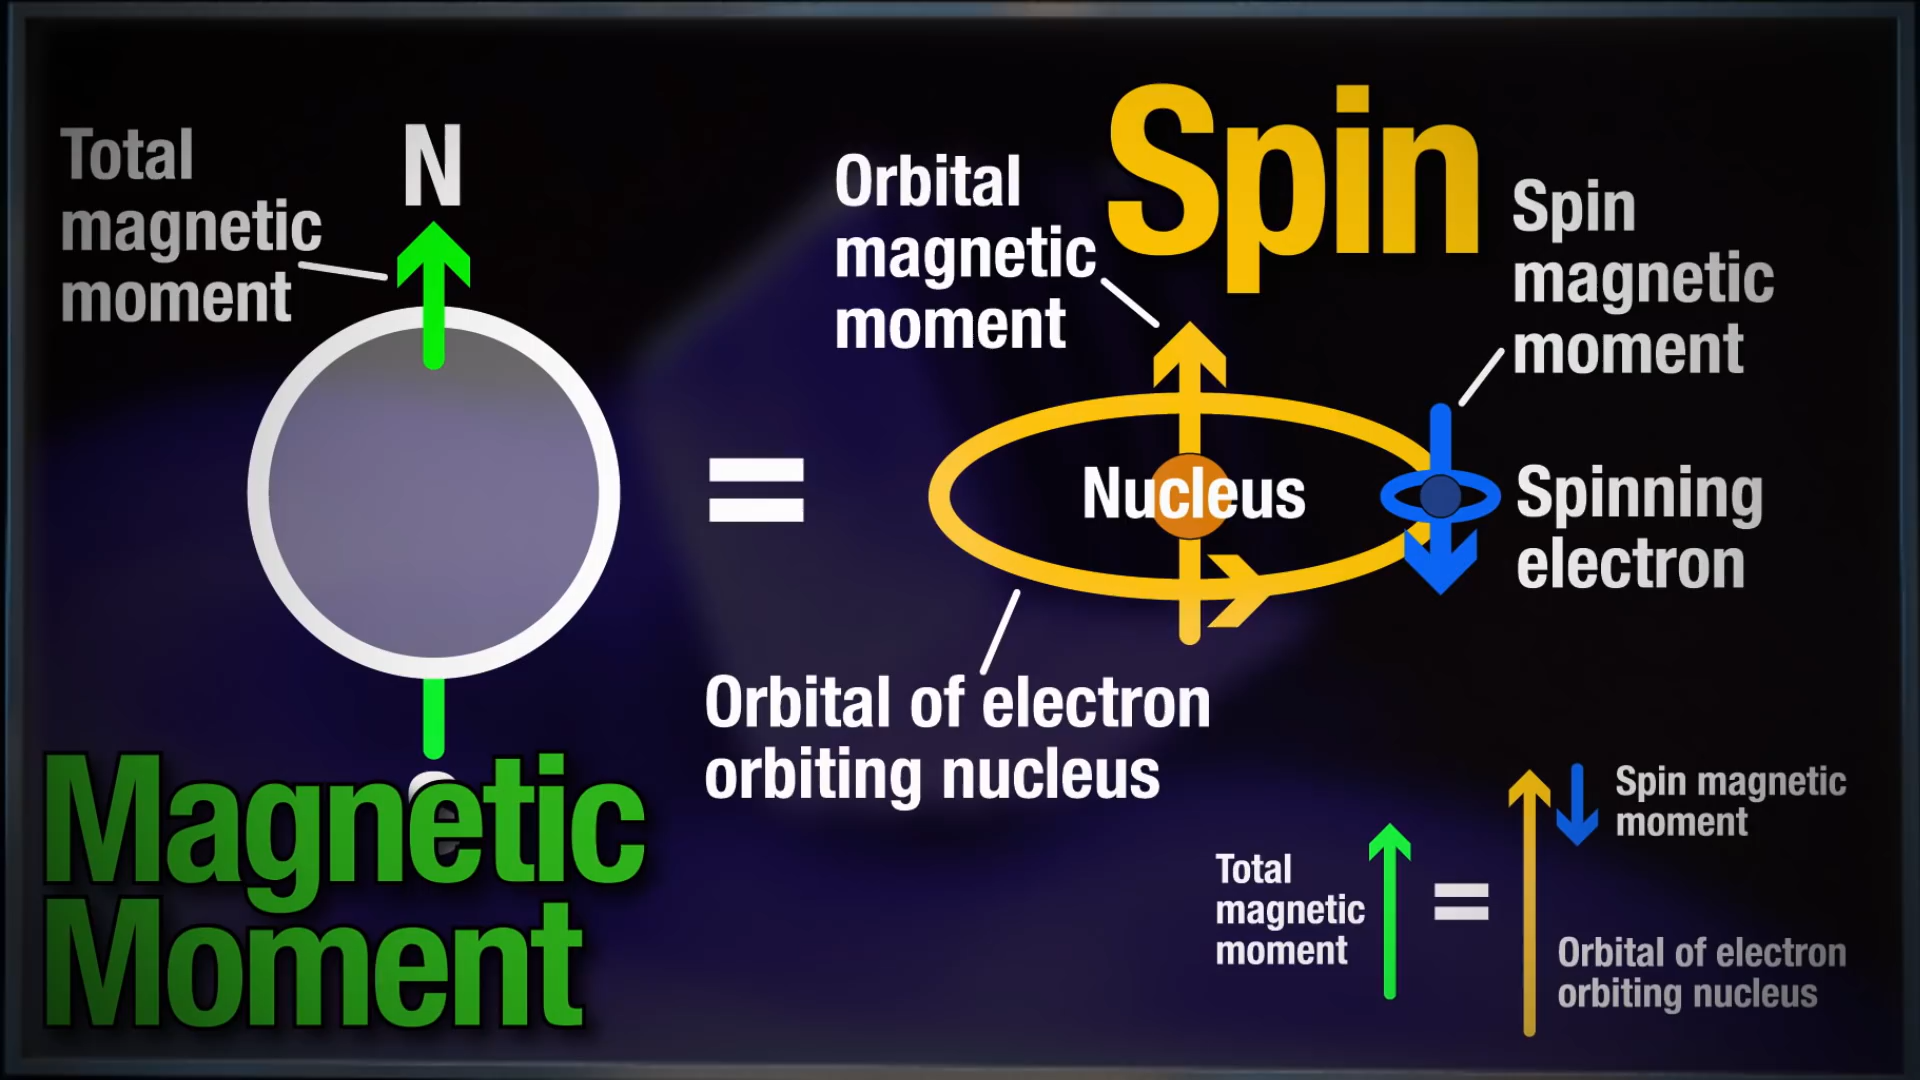 Total
magnetic
moment
N
Orbital
magnetic
moment
Spin
Spin
magnetic
moment
=
Nucleus
Spinning
electron
Orbital of electron
orbiting nucleus
Magnetic
Moment
Total
magnetic
moment
=
Spin magnetic
moment
Orbital of electron
orbiting nucleus